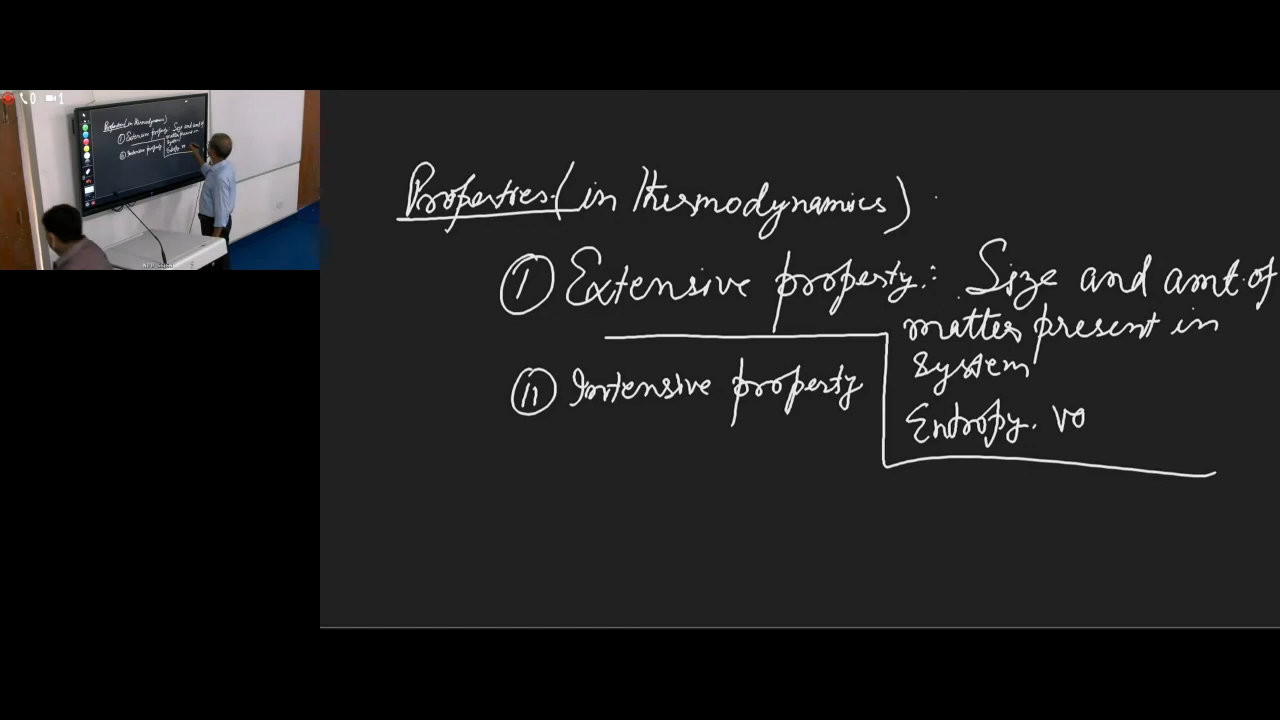 Properties (in thermodynamics)
(I) Extensive property: Size and amt. of
matter present in
system
(II) Intensive property
Entropy. vo